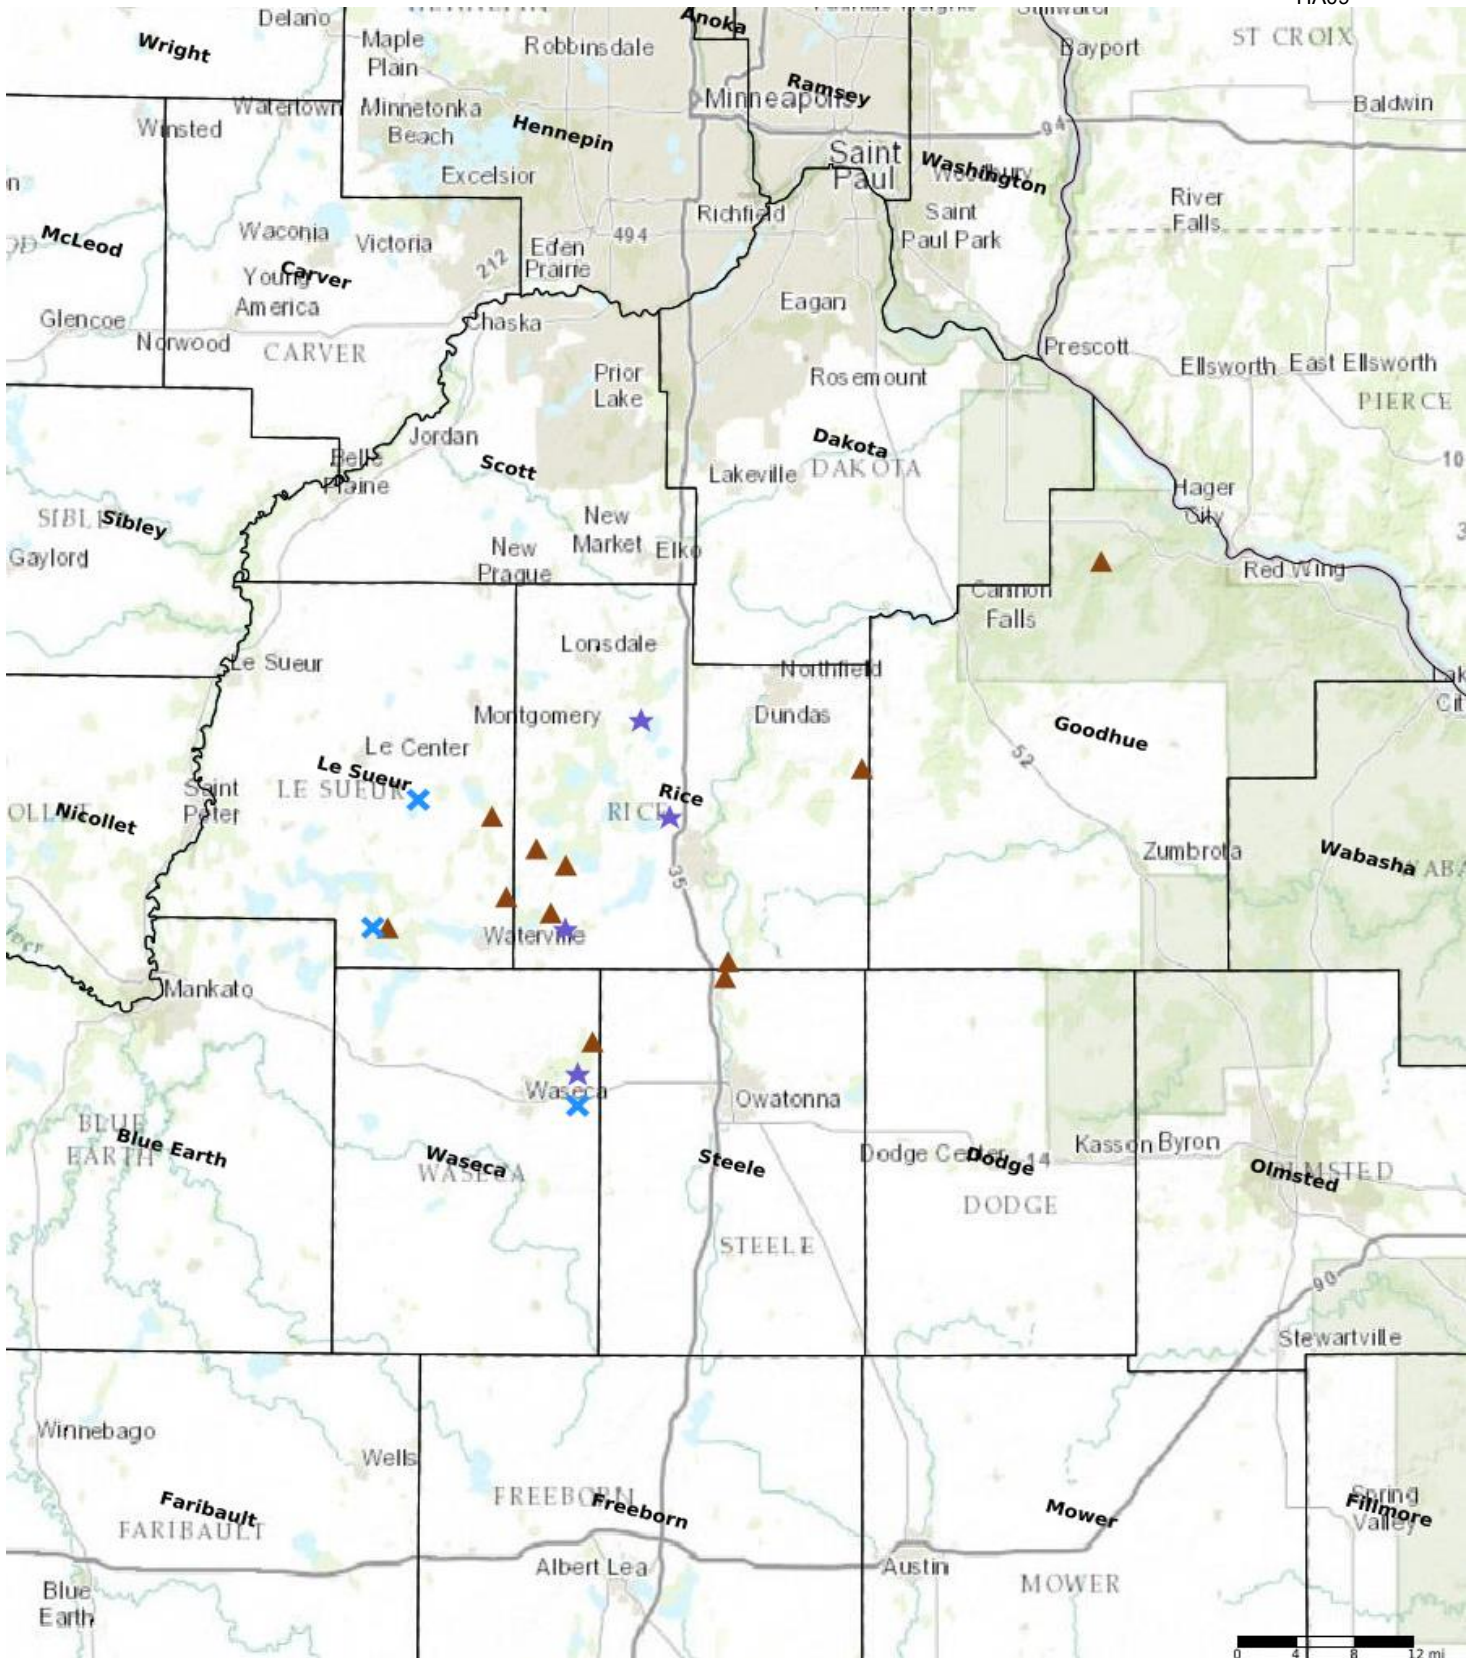 Delano
Anoka
Wright
Maple
Plain
Robbinsdale
Bayport
ST CROIX
Ramsey
Minneapolis
Watertown
Minnetonka
Beach
Hennepin
Baldwin
Winsted
94
Saint
Paul
Washington
Woodbury
Excelsior
River
Falls
Richfield
Saint
Paul Park
McLeod
Waconia
Victoria
494
Eden
Prairie
212
Carver
Young
America
Eagan
Glencoe
Chaska
Norwood
CARVER
Prescott
Ellsworth
East Ellsworth
Prior
Lake
Rosemount
PIERCE
Jordan
Dakota
DAKOTA
Belle
Plaine
Scott
Lakeville
10
Hager
City
SIBLEY
Sibley
New
Market
Elko
Gaylord
New
Prague
Red Wing
Cannon
Falls
Lonsdale
Le Sueur
Northfield
Montgomery
Dundas
Goodhue
52
Le Center
Le Sueur
LE SUEUR
Saint
Peter
Nicollet
Rice
RICE
Zumbrota
Wabasha
35
Waterville
Mankato
Waseca
Owatonna
BLUE
EARTH
Blue Earth
Waseca
WASECA
Steele
Dodge Center
Dodge
14
Kasson
Byron
Olmsted
DODGE
STEELE
90
Stewartville
Winnebago
Wells
Faribault
FARIBAULT
FREEBORN
Freeborn
Mower
Spring
Valley
Fillmore
Albert Lea
Austin
MOWER
Blue
Earth
0 4 8 12 mi